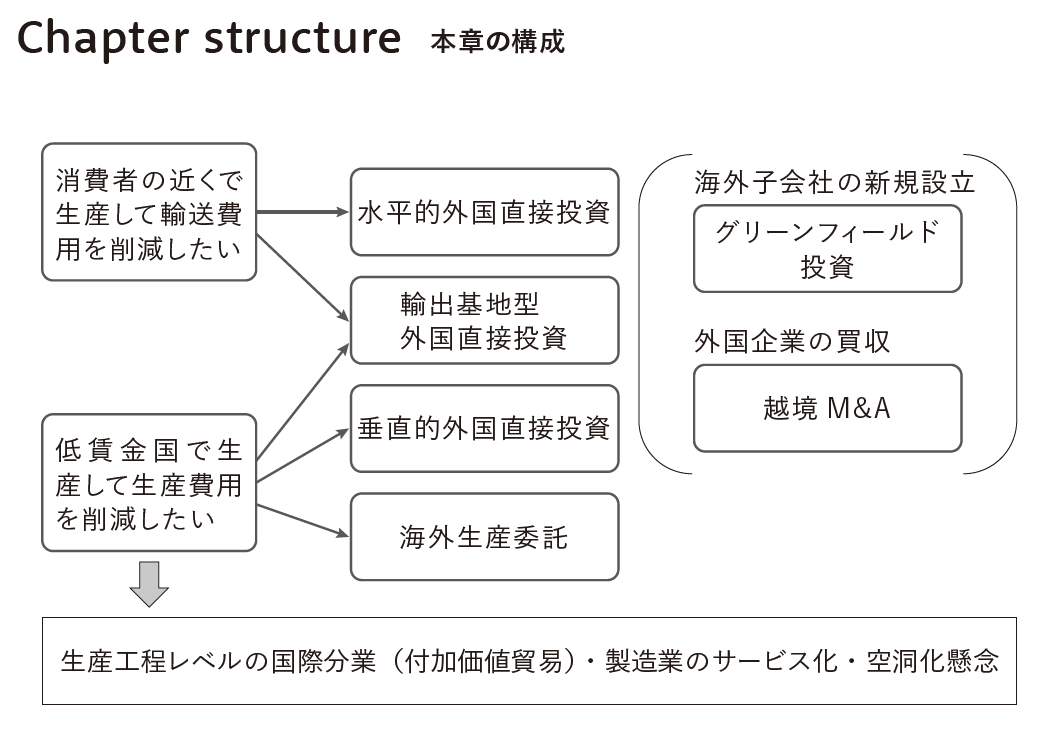 Chapter structure 本章の構成
消費者の近くで
生産して輸送費
用を削減したい
水平的外国直接投資
輸出基地型
外国直接投資
低賃金国で生
産して生産費用
を削減したい
垂直的外国直接投資
海外生産委託
海外子会社の新規設立
グリーンフィールド
投資
外国企業の買収
越境 M&A
生産工程レベルの国際分業（付加価値貿易）・製造業のサービス化・空洞化懸念